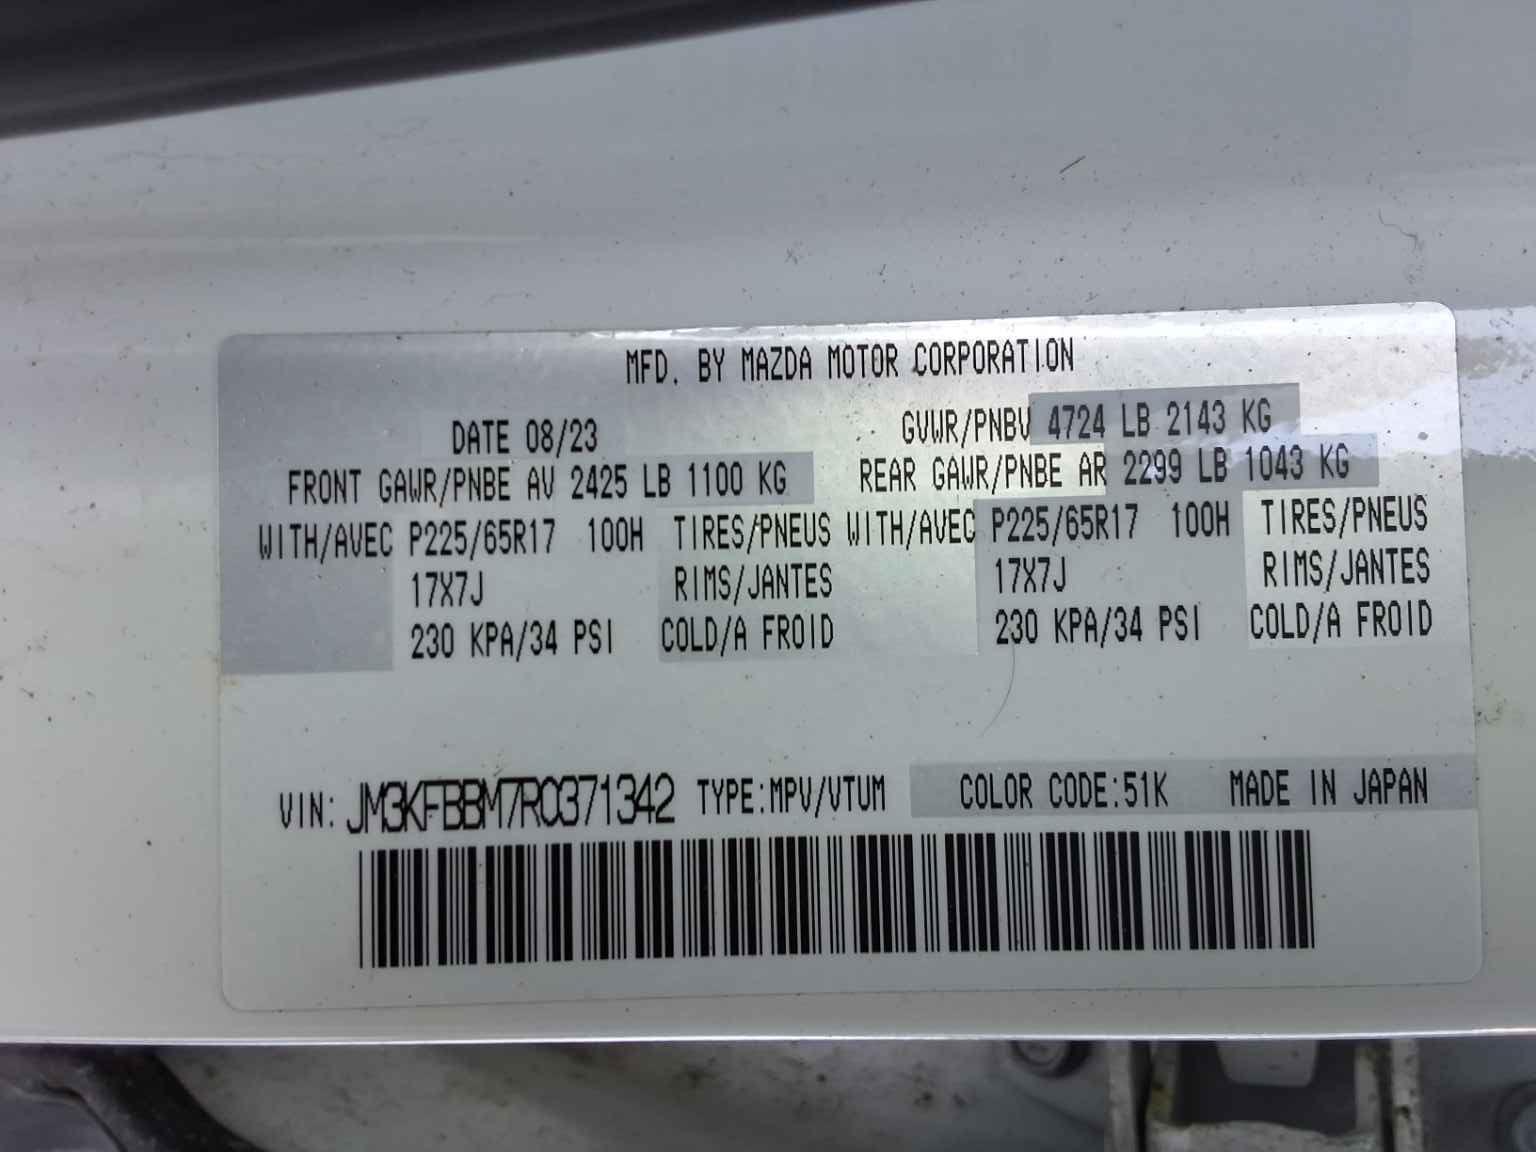 MFD. BY MAZDA MOTOR CORPORATION
DATE 08/23 GVWR/PNBV 4724 LB 2143 KG
FRONT GAWR/PNBE AV 2425 LB 1100 KG REAR GAWR/PNBE AR 2299 LB 1043 KG
WITH/AVEC P225/65R17 100H TIRES/PNEUS WITH/AVEC P225/65R17 100H TIRES/PNEUS
17X7J RIMS/JANTES 17X7J RIMS/JANTES
230 KPA/34 PSI COLD/A FROID 230 KPA/34 PSI COLD/A FROID
VIN: JM3KFBBM7R0371342 TYPE:MPV/VTUM COLOR CODE:51K MADE IN JAPAN